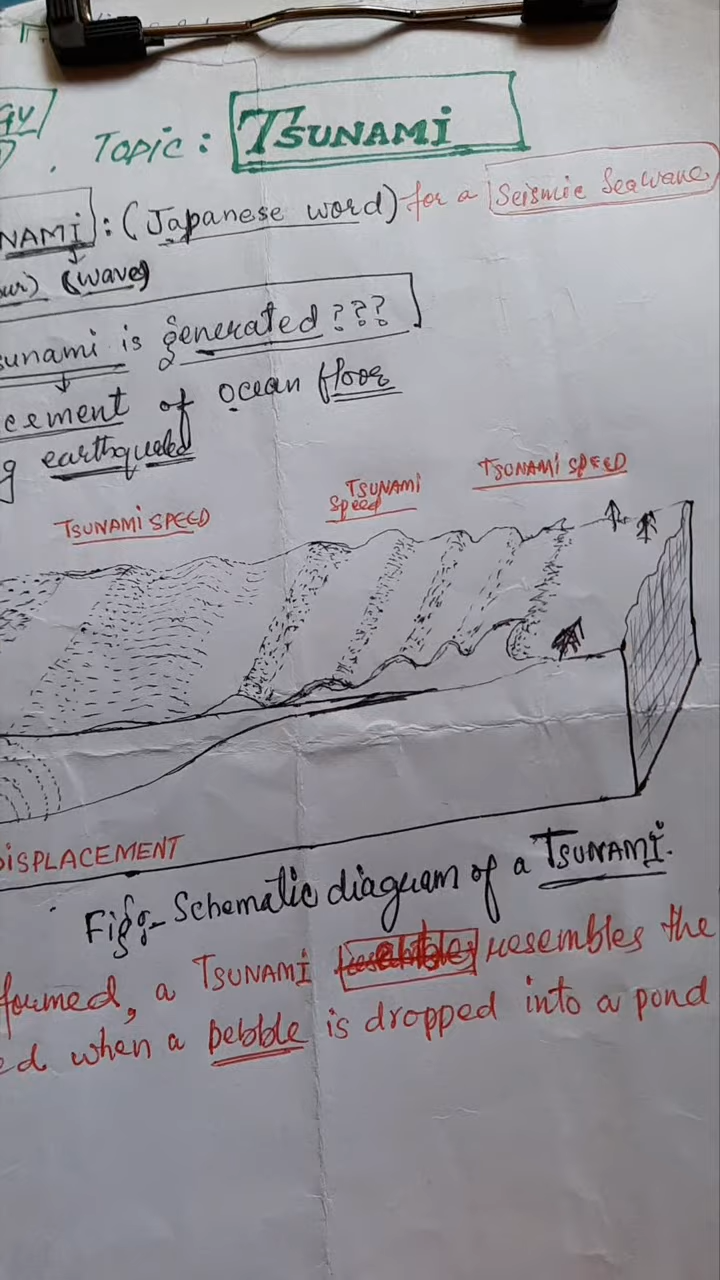 Topic: TSUNAMI
NAMI: (Japanese word) for a Seismic Sea Wave
(wave)
sunami is generated ???
cement of ocean floor
g earthquake
TSUNAMI SPEED
TSUNAMI speed
TSUNAMI SPEED
DISPLACEMENT
Fig:- Schematic diagram of a TSUNAMI.
formed, a TSUNAMI resembles the
ed when a pebble is dropped into a pond